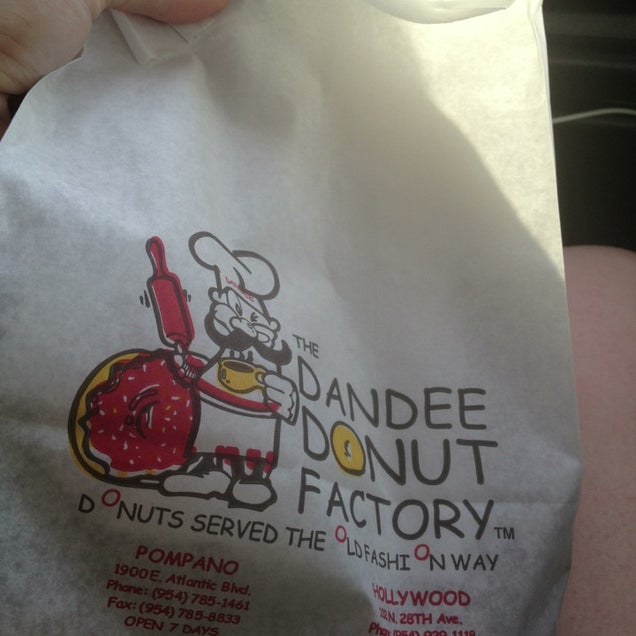 DANDEE
THE
DANDEE
DONUT
FACTORY™
DONUTS SERVED THE OLD FASHION WAY
POMPANO
1900 E. Atlantic Blvd.
Phone: (954) 785-1461
Fax: (954) 785-8833
OPEN 7 DAYS
HOLLYWOOD
N. 28TH Ave.